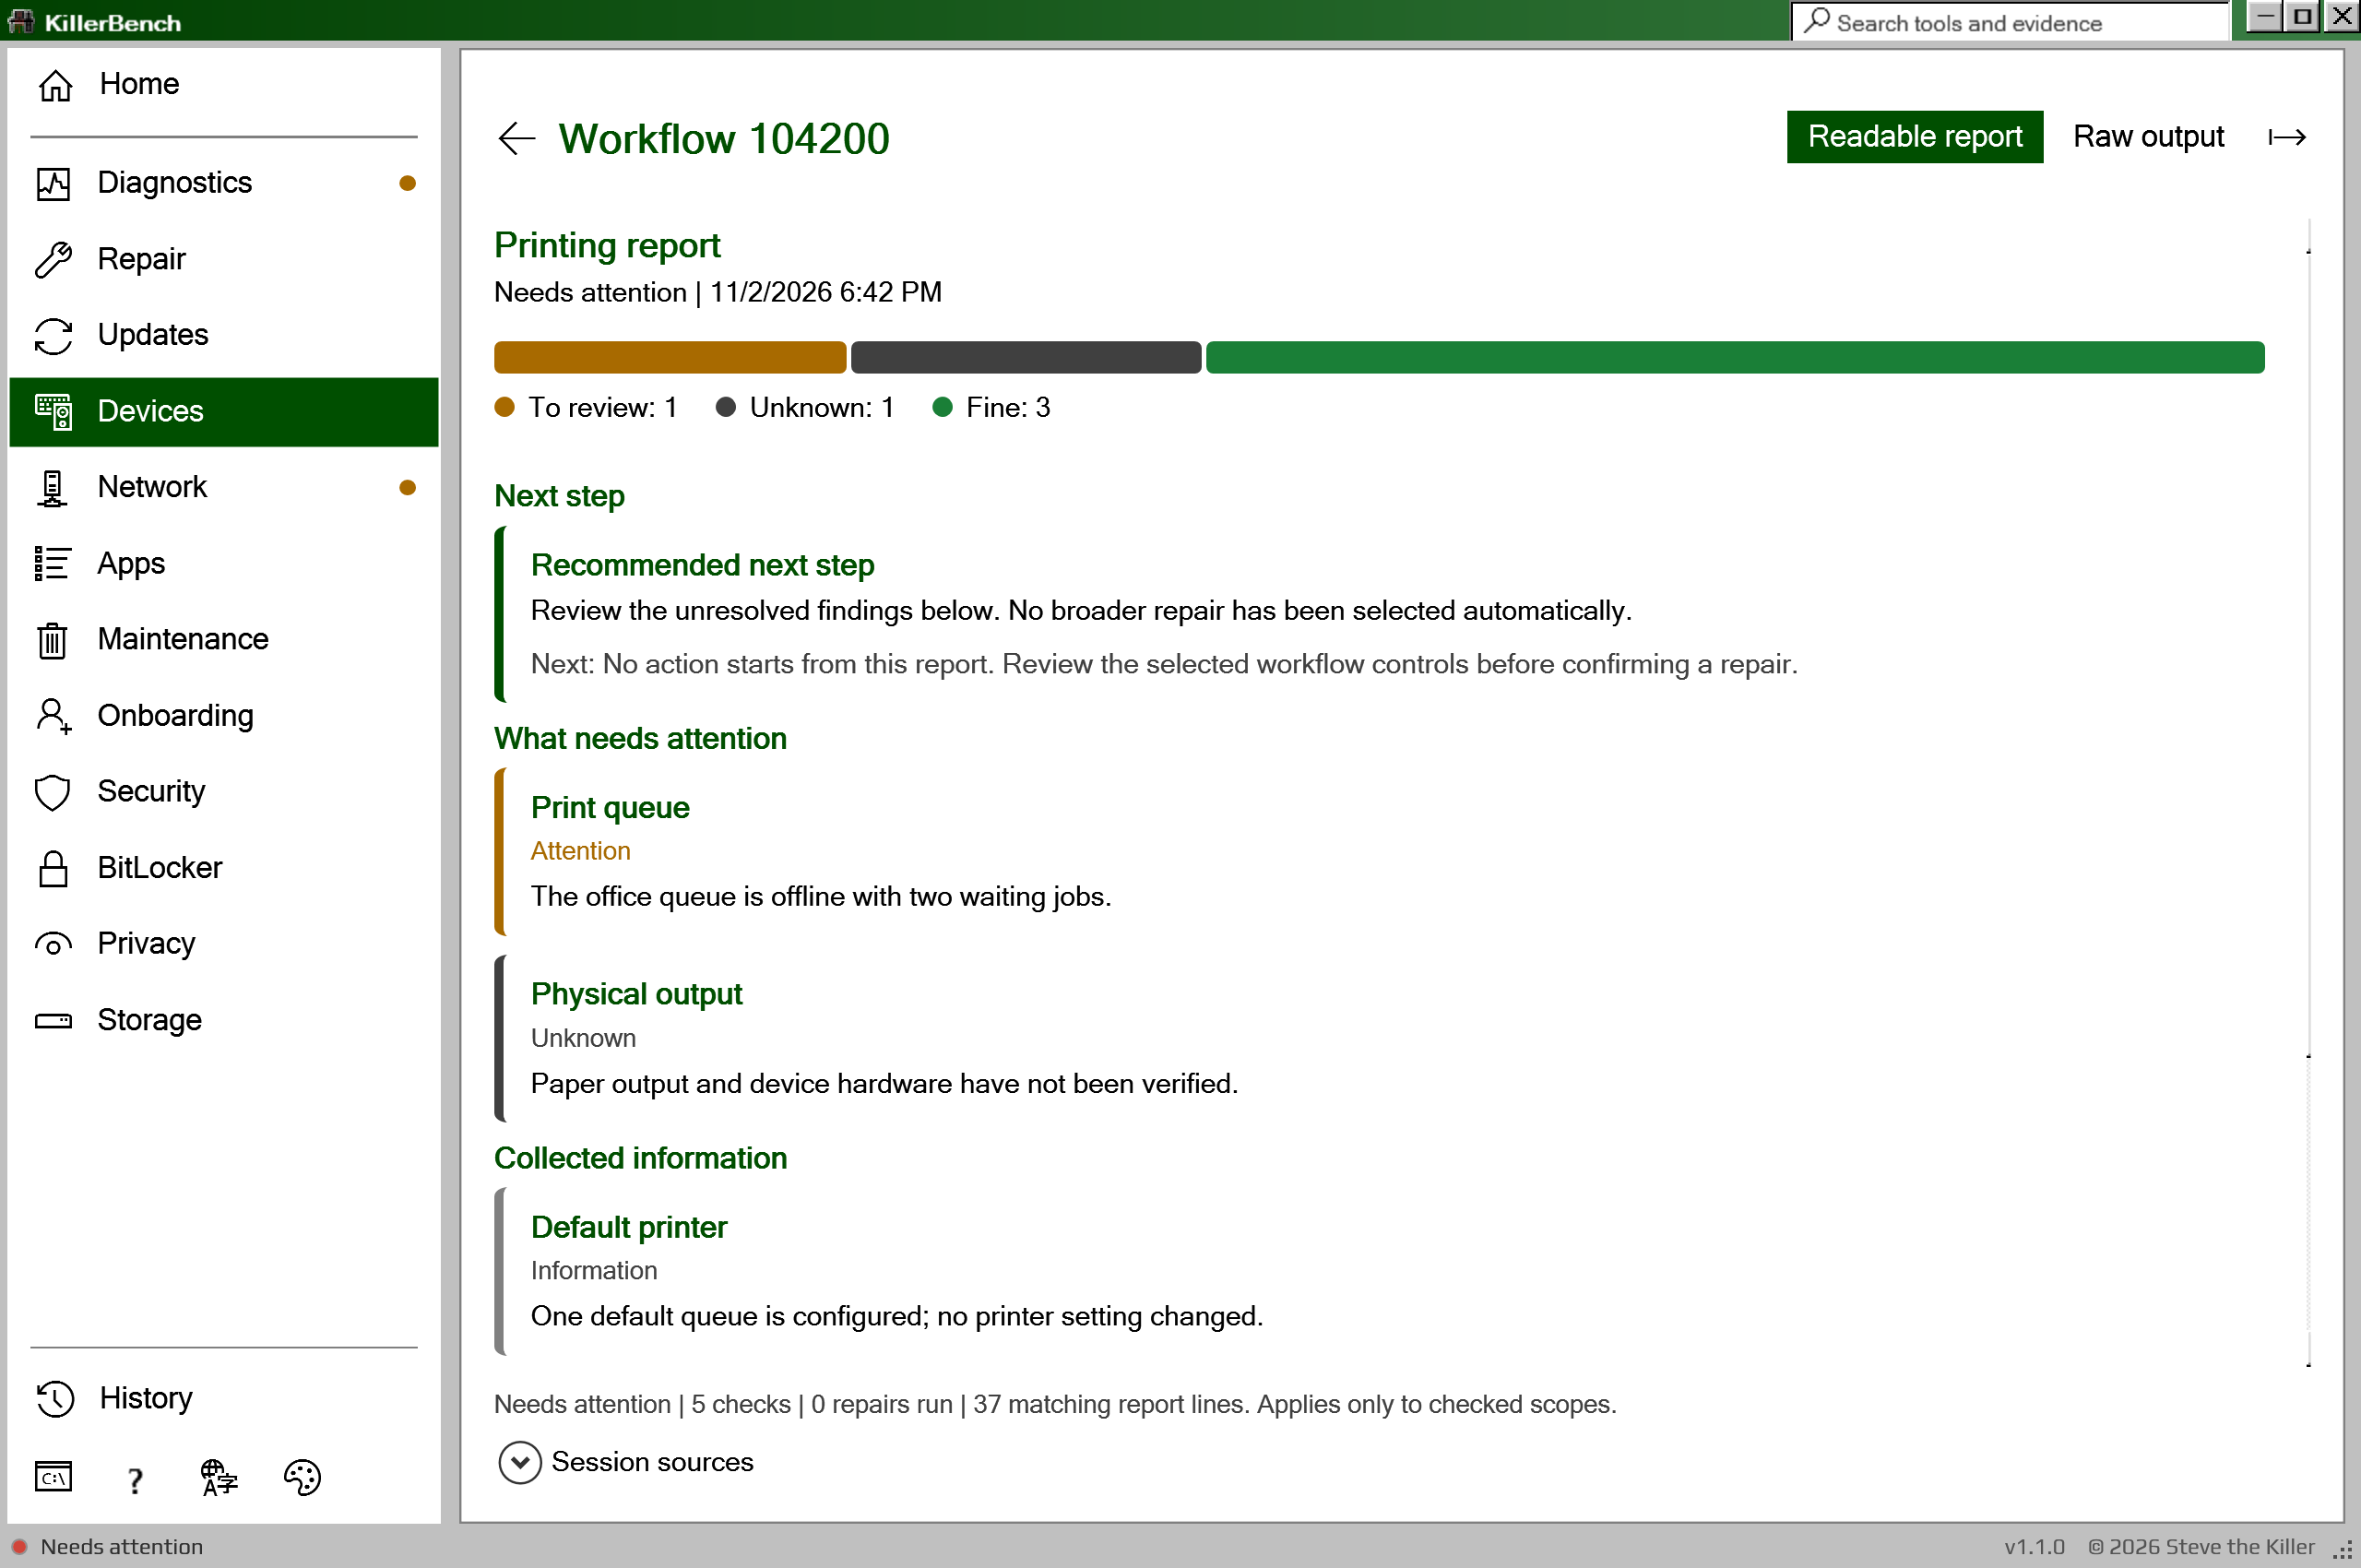 KillerBench
Search tools and evidence
Home
Diagnostics
Repair
Updates
Devices
Network
Apps
Maintenance
Onboarding
Security
BitLocker
Privacy
Storage
History
C:\
?
A字
Workflow 104200
Readable report
Raw output
Printing report
Needs attention | 11/2/2026 6:42 PM
To review: 1
Unknown: 1
Fine: 3
Next step
Recommended next step
Review the unresolved findings below. No broader repair has been selected automatically.
Next: No action starts from this report. Review the selected workflow controls before confirming a repair.
What needs attention
Print queue
Attention
The office queue is offline with two waiting jobs.
Physical output
Unknown
Paper output and device hardware have not been verified.
Collected information
Default printer
Information
One default queue is configured; no printer setting changed.
Needs attention | 5 checks | 0 repairs run | 37 matching report lines. Applies only to checked scopes.
Session sources
Needs attention
v1.1.0
© 2026 Steve the Killer